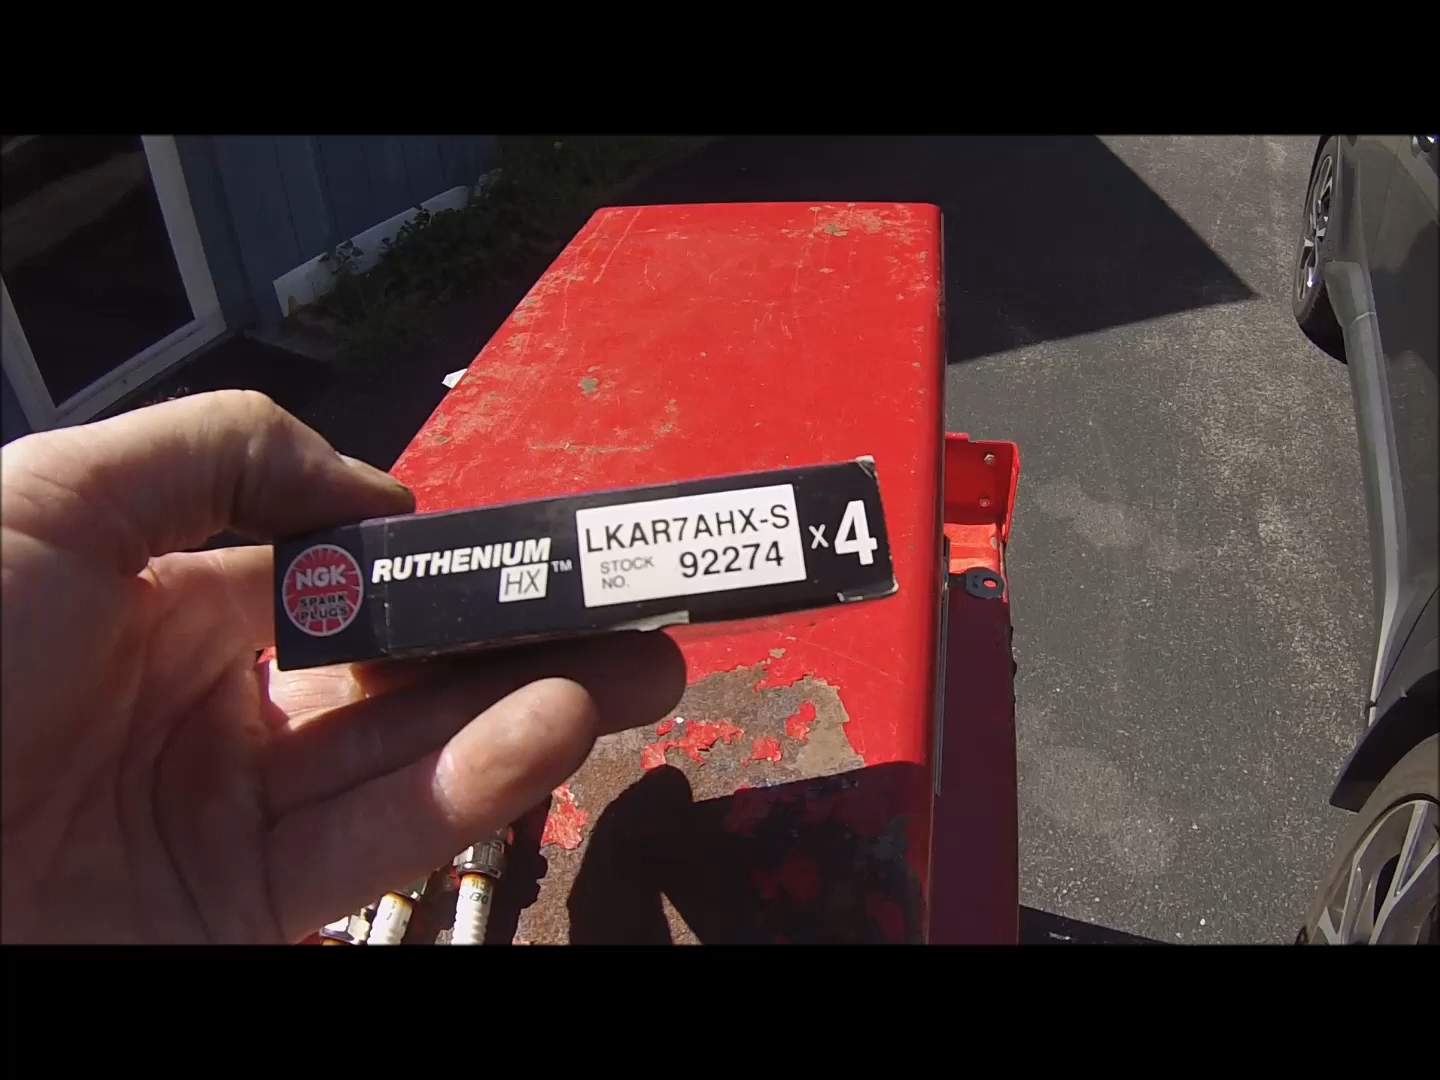 NGK
SPARK
PLUGS
RUTHENIUM
HX™
LKAR7AHX-S
STOCK
NO.
92274
x4